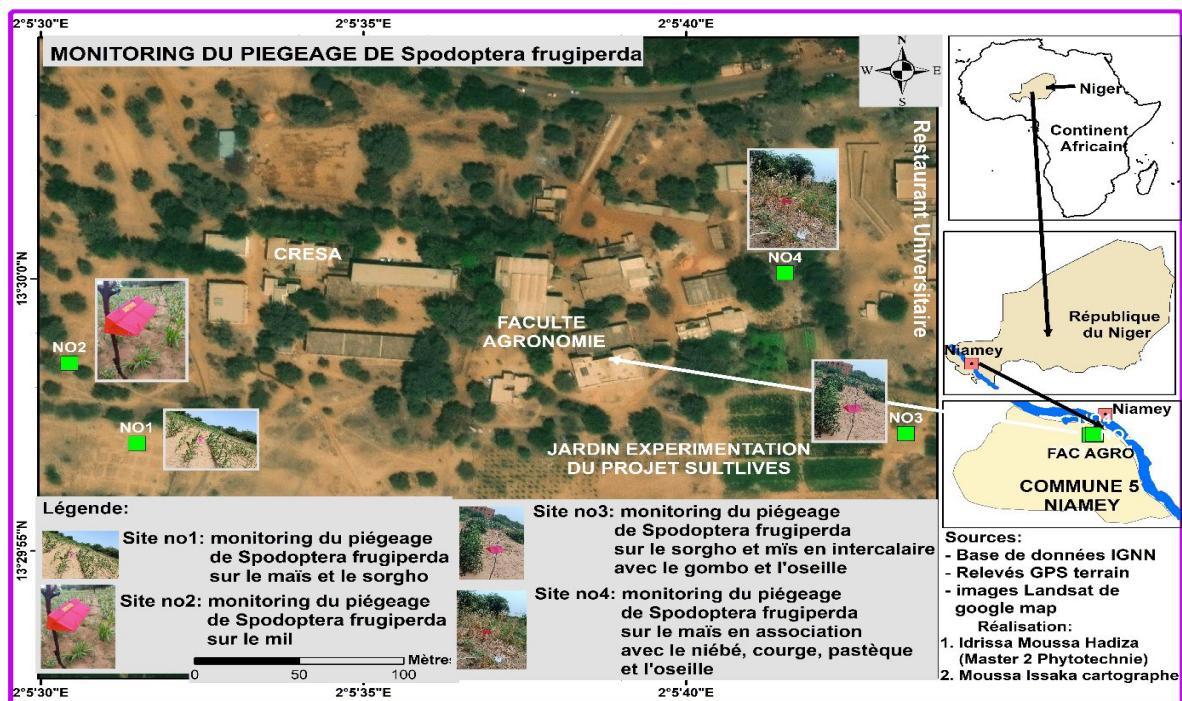 2°5'30"E
2°5'35"E
2°5'40"E
MONITORING DU PIEGEAGE DE Spodoptera frugiperda
N
W E
S
Restaurant Universitaire
13°30'0"N
13°29'55"N
CRESA
FACULTE
AGRONOMIE
NO4
NO2
NO1
NO3
JARDIN EXPERIMENTATION
DU PROJET SULTLIVES
Niger
Continent
Africain
République
du Niger
Niamey
Niamey
FAC AGRO
COMMUNE 5
NIAMEY
Légende:
Site no1: monitoring du piégeage
de Spodoptera frugiperda
sur le maïs et le sorgho
Site no2: monitoring du piégeage
de Spodoptera frugiperda
sur le mil
Site no3: monitoring du piégeage
de Spodoptera frugiperda
sur le sorgho et mïs en intercalaire
avec le gombo et l'oseille
Site no4: monitoring du piégeage
de Spodoptera frugiperda
sur le maïs en association
avec le niébé, courge, pastèque
et l'oseille
Mètres
0 50 100
Sources:
- Base de données IGNN
- Relevés GPS terrain
- images Landsat de
google map
Réalisation:
1. Idrissa Moussa Hadiza
(Master 2 Phytotechnie)
2. Moussa Issaka cartographe
2°5'30"E
2°5'35"E
2°5'40"E